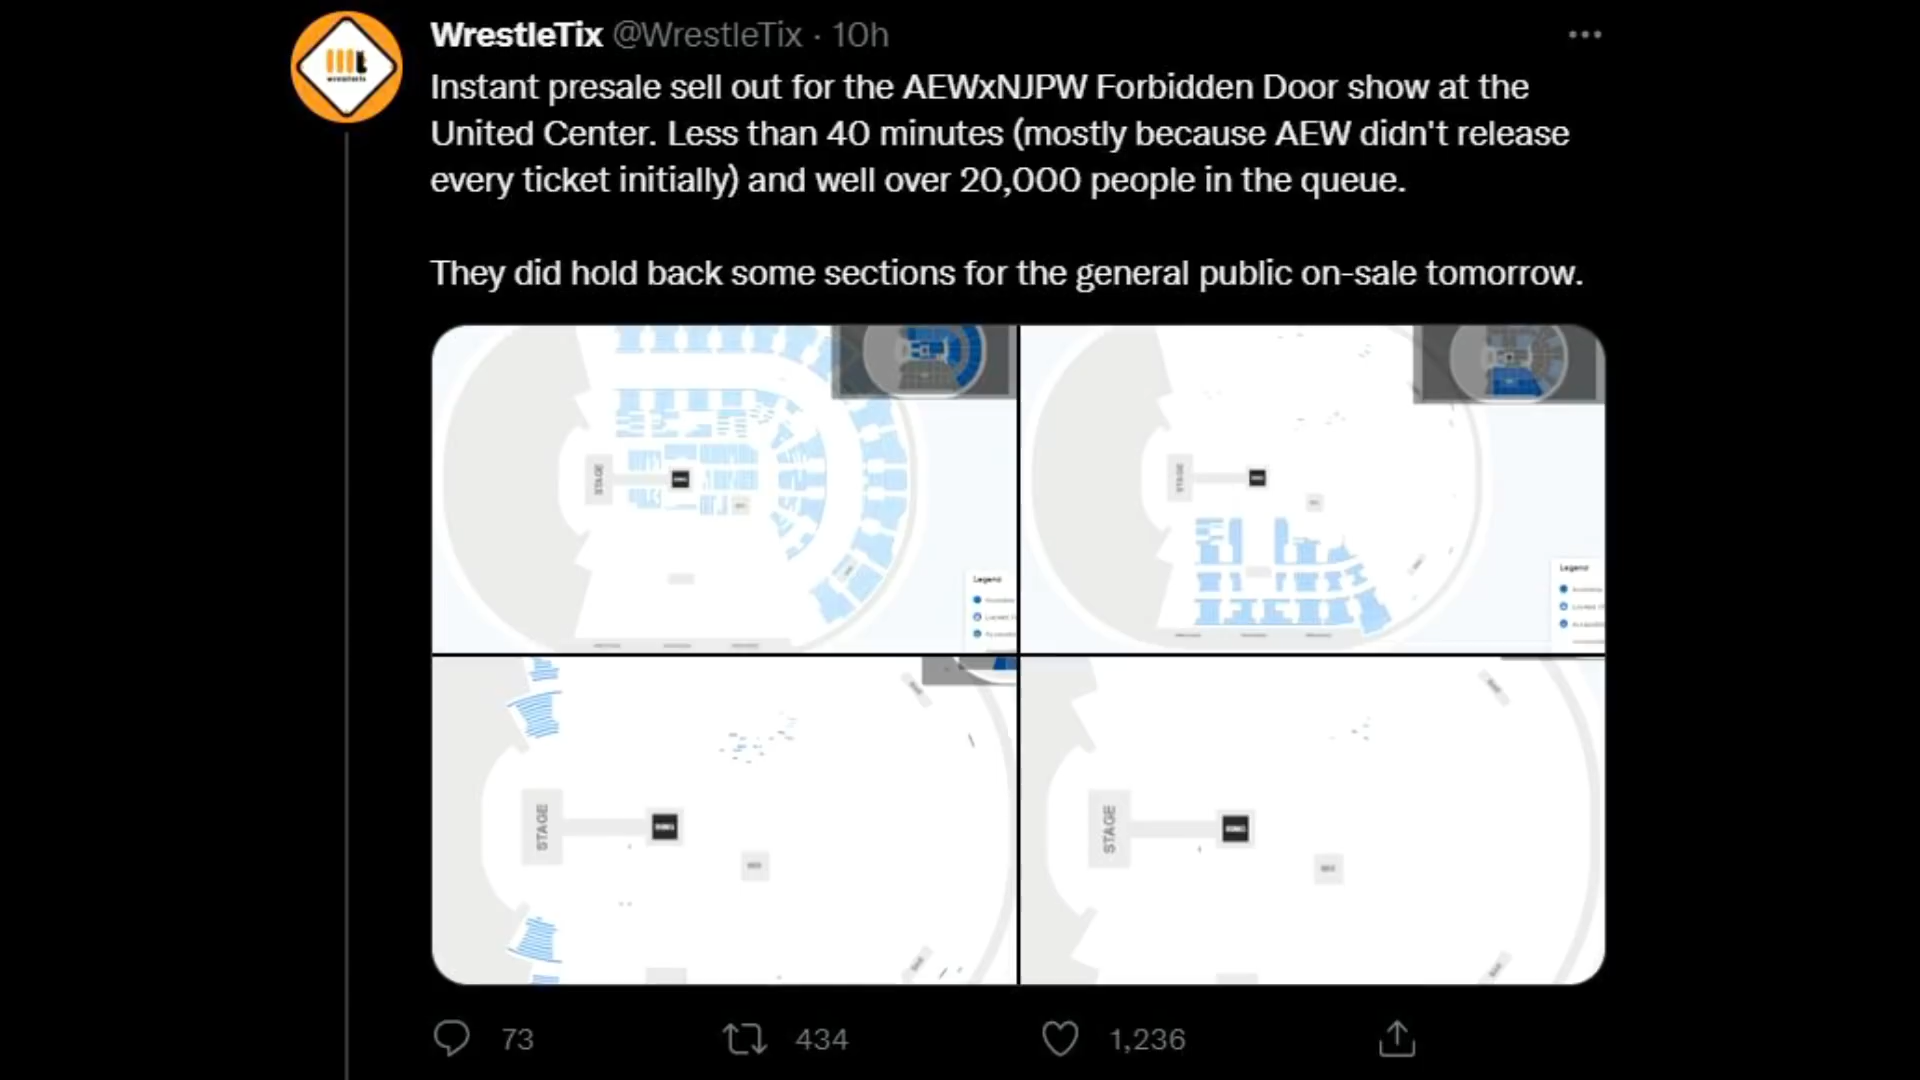 WrestleTix @WrestleTix · 10h
Instant presale sell out for the AEWxNJPW Forbidden Door show at the
United Center. Less than 40 minutes (mostly because AEW didn't release
every ticket initially) and well over 20,000 people in the queue.
They did hold back some sections for the general public on-sale tomorrow.
STAGE
Legend
STAGE
Legend
STAGE
STAGE
73
434
1,236